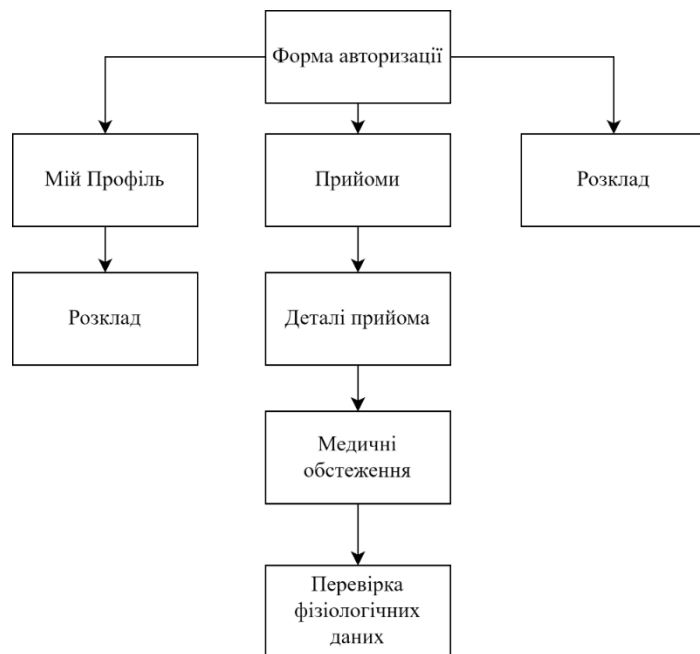 Форма авторизації
Мій Профіль
Прийоми
Розклад
Розклад
Деталі прийома
Медичні
обстеження
Перевірка
фізіологічних
даних